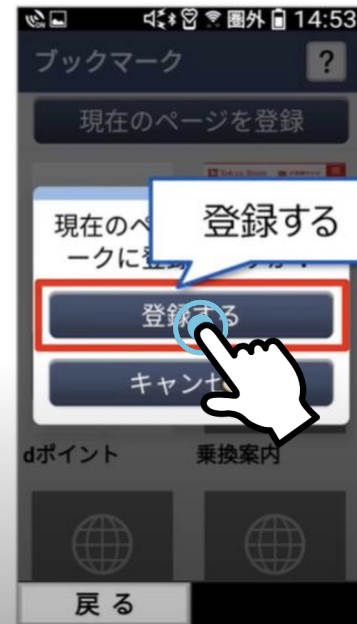 圏外 14:53
ブックマーク ?
現在のページを登録
登録する
現在のペ
ークに
登録する
キャンセ
dポイント 乗換案内
戻る